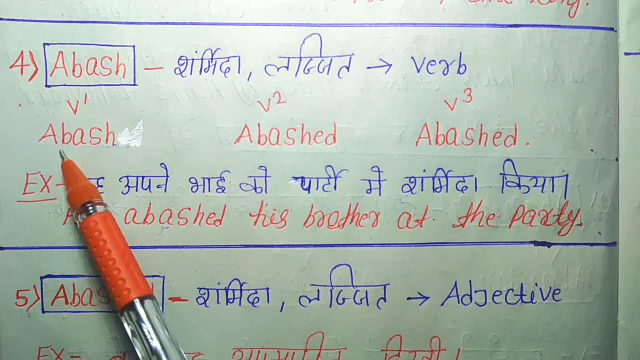 4) Abash – शर्मिंदा, लज्जित → verb
V¹ V² V³
Abash Abashed Abashed.
EX- अपने भाई को पार्टी में शर्मिंदा किया।
abashed his brother at the Party.
5) – शर्मिंदा, लज्जित → Adjective
EX-